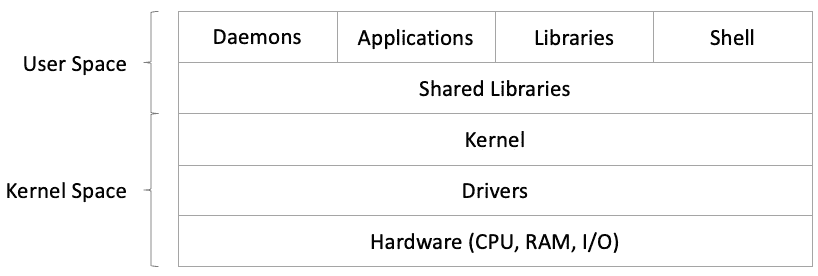 Daemons
Applications
Libraries
Shell
User Space
Shared Libraries
Kernel
Kernel Space
Drivers
Hardware (CPU, RAM, I/O)